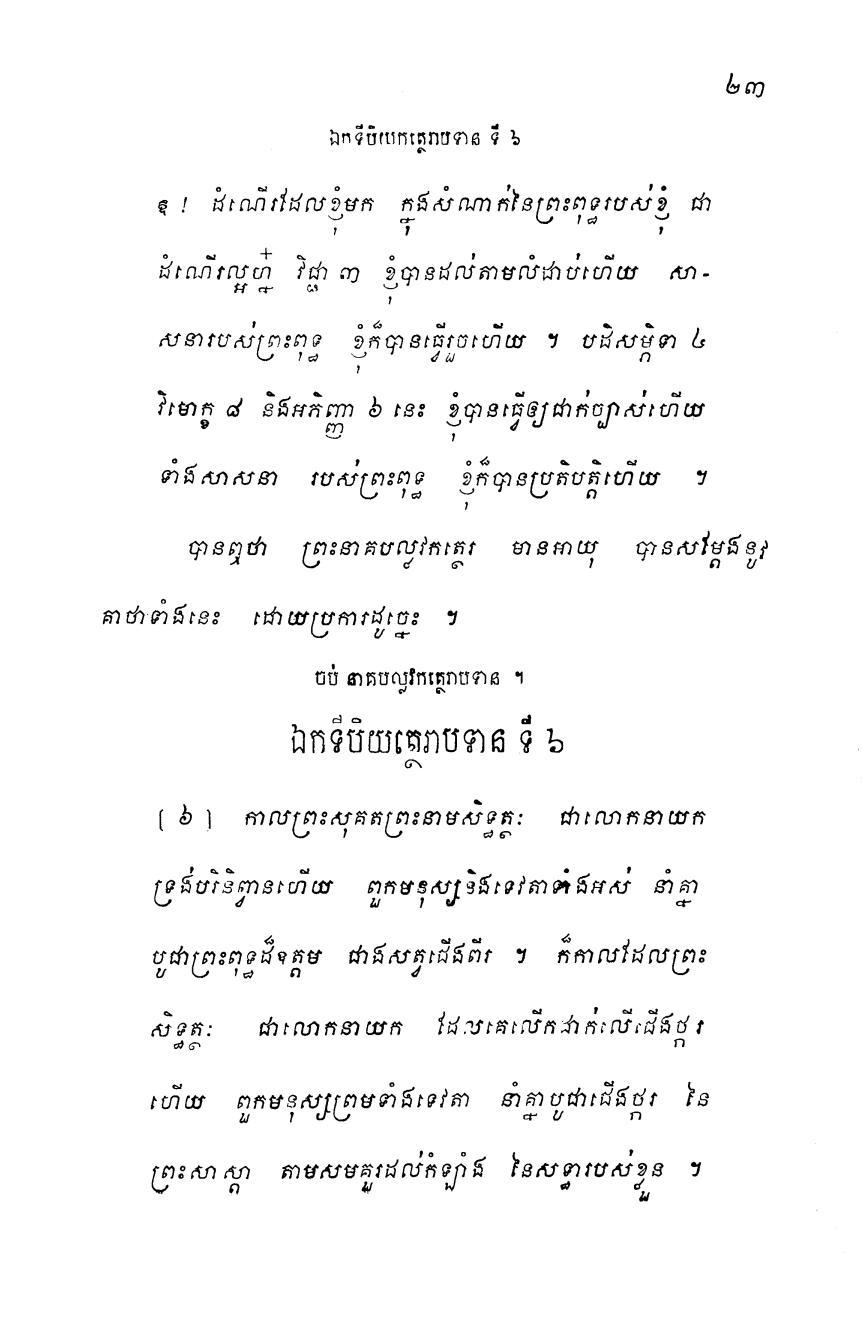 ២៣
ឯកទីបិយកត្ថេរាបទាន ទី ៦
ឧ ! ដំណើរដែលខ្ញុំមក ក្នុងសំណាក់នៃព្រះពុទ្ធរបស់ខ្ញុំ ជា
ដំណើរល្អហ្ន៎ វិជ្ជា ៣ ខ្ញុំបានដល់តាមលំដាប់ហើយ សា-
សនារបស់ព្រះពុទ្ធ ខ្ញុំក៏បានធ្វើរួចហើយ ។ បដិសម្ភិទា ៤
វិមោក្ខ ៨ និងអភិញ្ញា ៦ នេះ ខ្ញុំបានធ្វើឲ្យជាក់ច្បាស់ហើយ
ទាំងសាសនា របស់ព្រះពុទ្ធ ខ្ញុំក៏បានប្រតិបត្តិហើយ ។
បានឮថា ព្រះនាគបល្លវកត្ថេរ មានអាយុ បានសម្តែងនូវ
គាថាទាំងនេះ ដោយប្រការដូច្នេះ ។
ចប់ នាគបល្លវកត្ថេរាបទាន ។
ឯកទីបិយត្ថេរាបទាន ទី ៦
[ ៦ ] កាលព្រះសុគតព្រះនាមសិទ្ធត្ថៈ ជាលោកនាយក
ទ្រង់បរិនិព្វានហើយ ពួកមនុស្សនិងទេវតាទាំងអស់ នាំគ្នា
បូជាព្រះពុទ្ធដ៏ឧត្តម ជាងសត្វជើងពីរ ។ ក៏កាលដែលព្រះ
សិទ្ធត្ថៈ ជាលោកនាយក ដែលគេលើកដាក់លើជើងថ្ករ
ហើយ ពួកមនុស្សព្រមទាំងទេវតា នាំគ្នាបូជាជើងថ្ករ នៃ
ព្រះសាស្តា តាមសមគួរដល់កំឡាំង នៃសទ្ធារបស់ខ្លួន ។